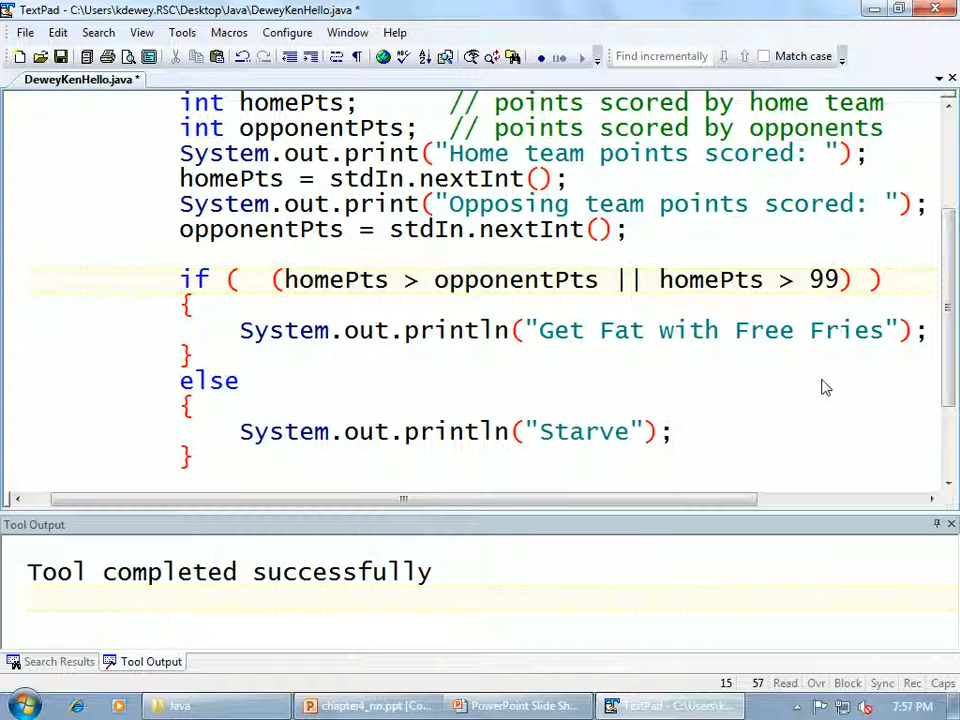 TextPad - C:\Users\kdewey.RSC\Desktop\Java\DeweyKenHello.java *
File Edit Search View Tools Macros Configure Window Help
Find incrementally Match case
DeweyKenHello.java *
int homePts; // points scored by home team
int opponentPts; // points scored by opponents
System.out.print("Home team points scored: ");
homePts = stdIn.nextInt();
System.out.print("Opposing team points scored: ");
opponentPts = stdIn.nextInt();
if ( (homePts > opponentPts || homePts > 99) )
{
System.out.println("Get Fat with Free Fries");
}
else
{
System.out.println("Starve");
}
Tool Output
Tool completed successfully
Search Results Tool Output
15 57 Read Ovr Block Sync Rec Caps
Java chapter4_nn.ppt [Co... PowerPoint Slide Sh... TextPad - C:\Users\k... 7:57 PM